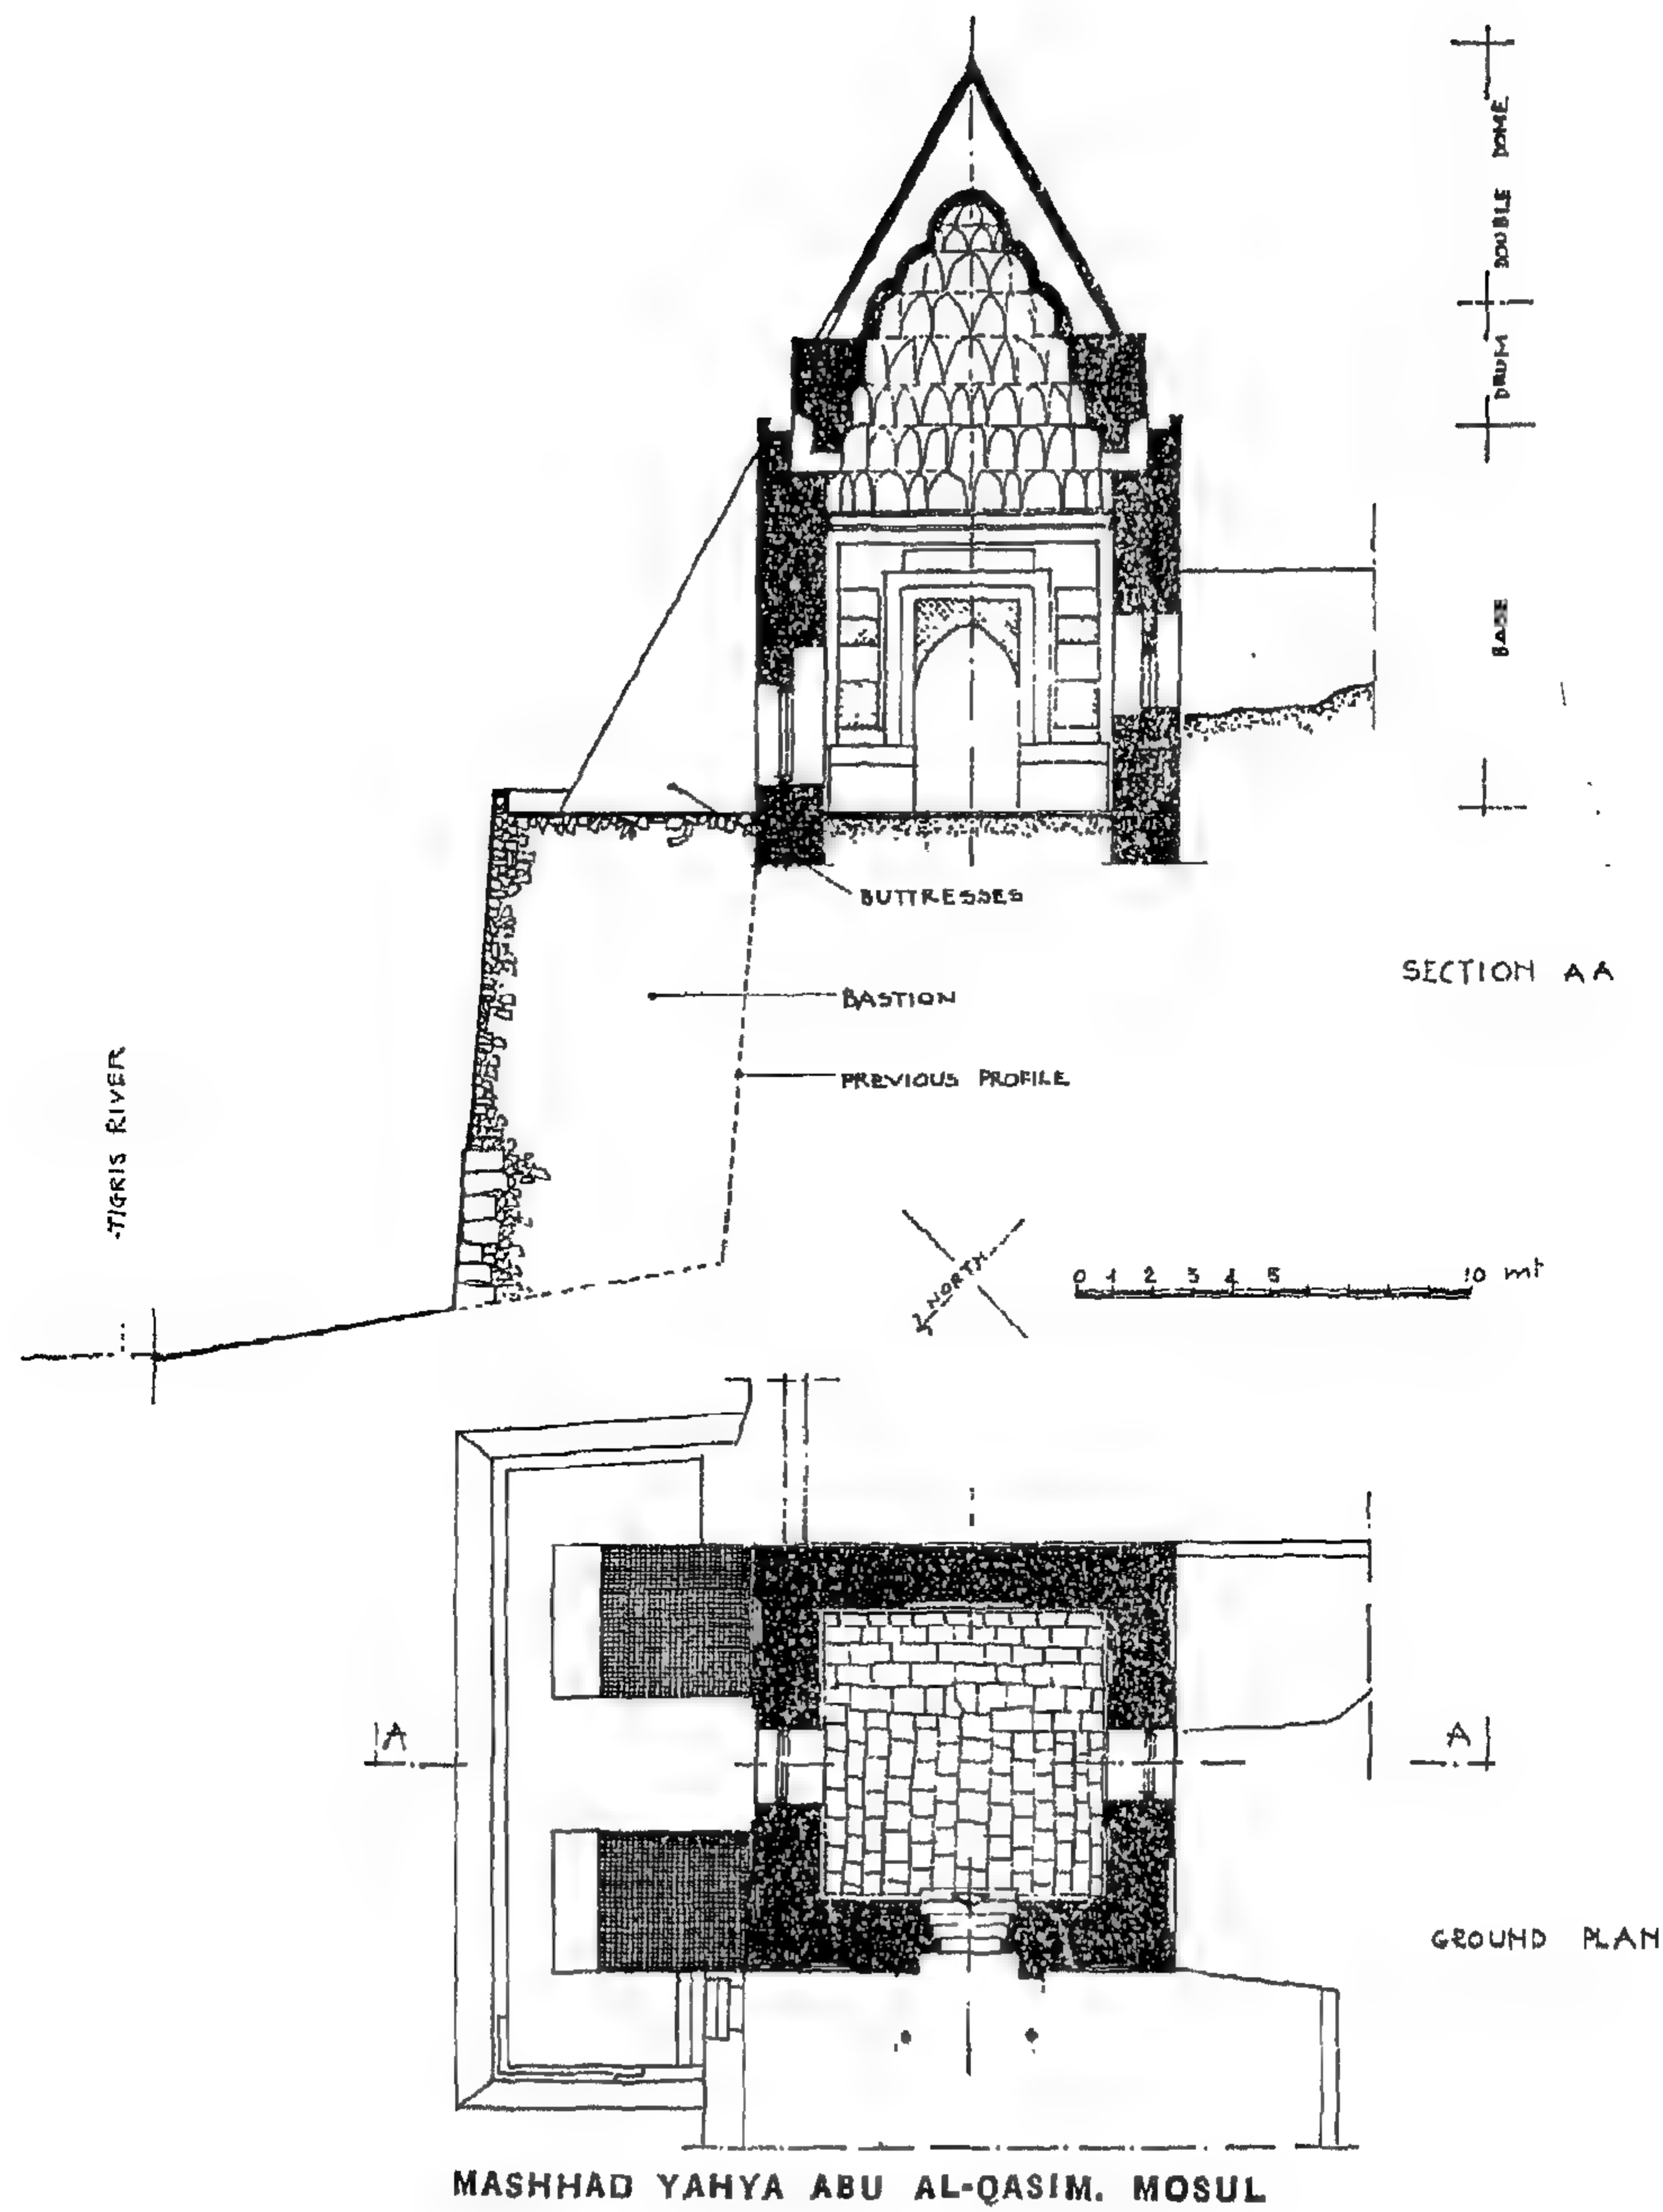 DOUBLE DOME
DRUM
BASE
BUTTRESSES
SECTION AA
BASTION
PREVIOUS PROFILE
TIGRIS RIVER
NORTH
0 1 2 3 4 5 10 mt
A A
GROUND PLAN
MASHHAD YAHYA ABU AL-QASIM. MOSUL